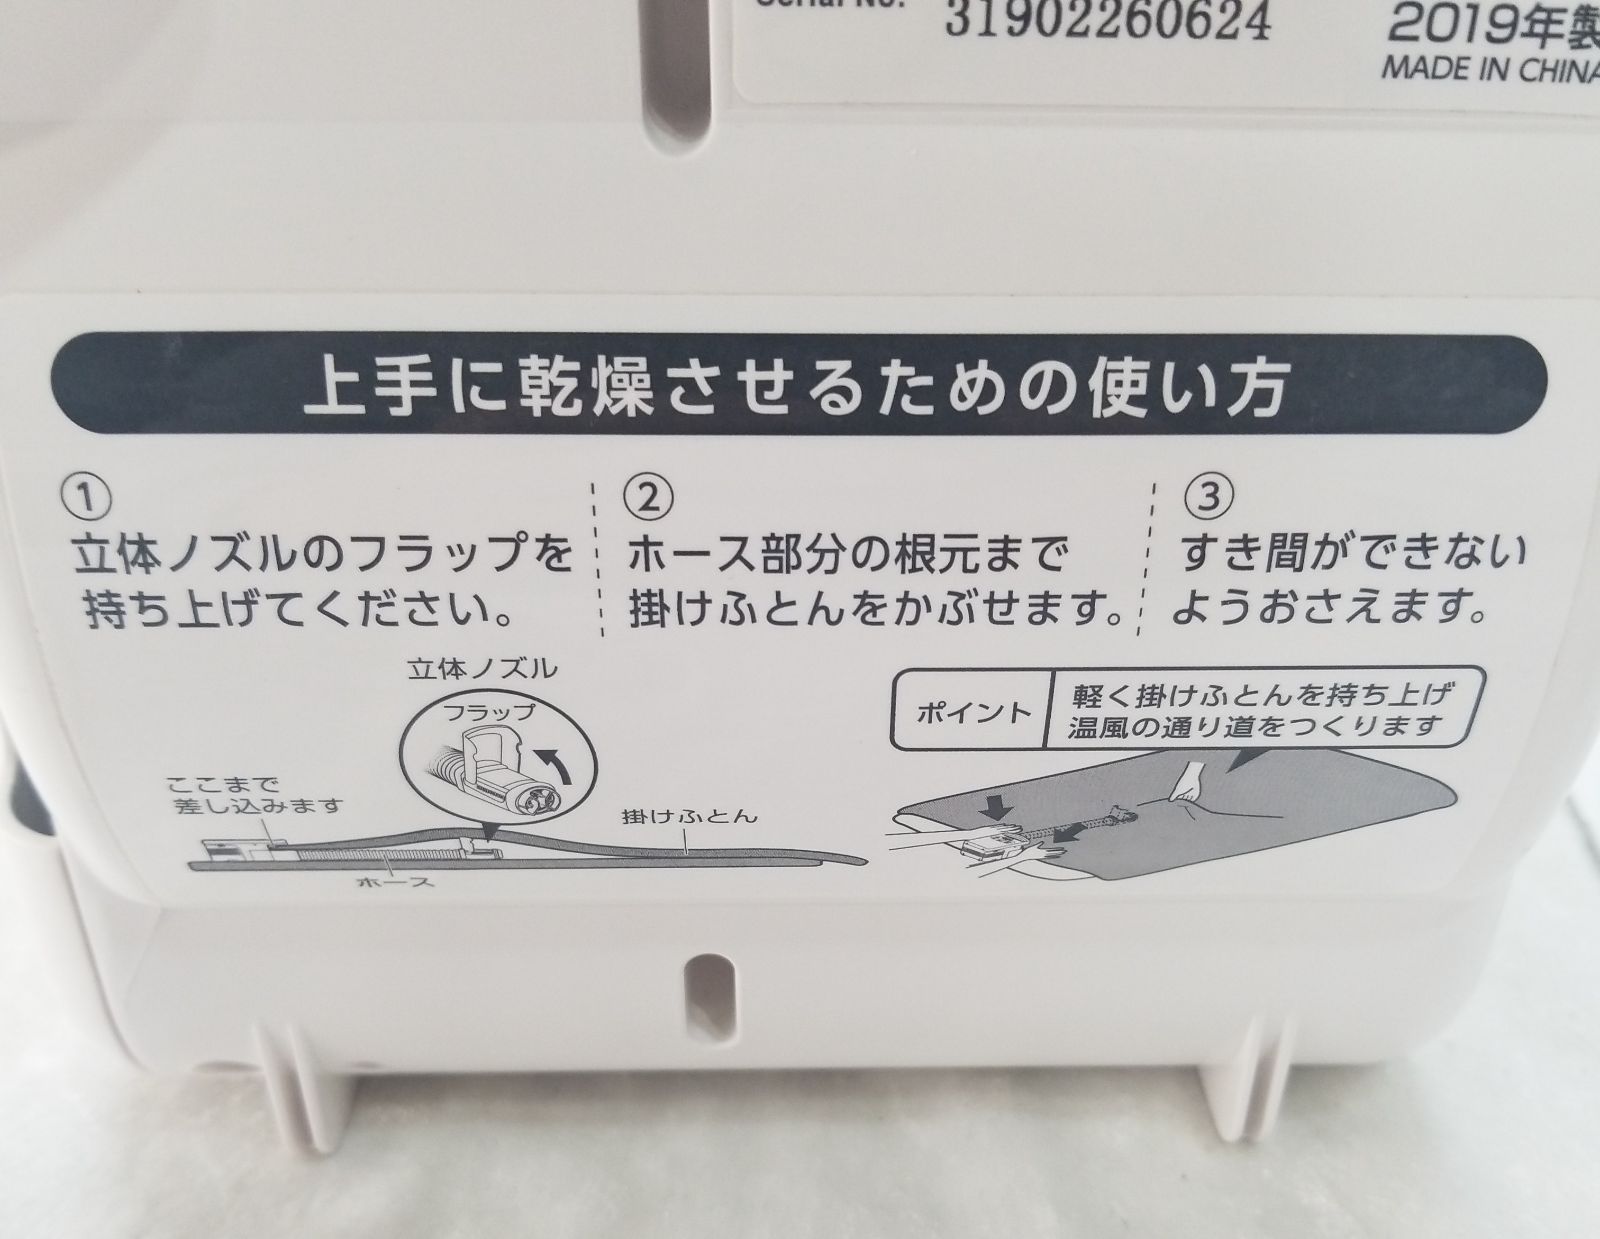 Serial No. 31902260624
2019年製
MADE IN CHINA
上手に乾燥させるための使い方
①
立体ノズルのフラップを
持ち上げてください。
②
ホース部分の根元まで
掛けふとんをかぶせます。
③
すき間ができない
ようおさえます。
立体ノズル
フラップ
ここまで
差し込みます
掛けふとん
ホース
ポイント
軽く掛けふとんを持ち上げ
温風の通り道をつくります